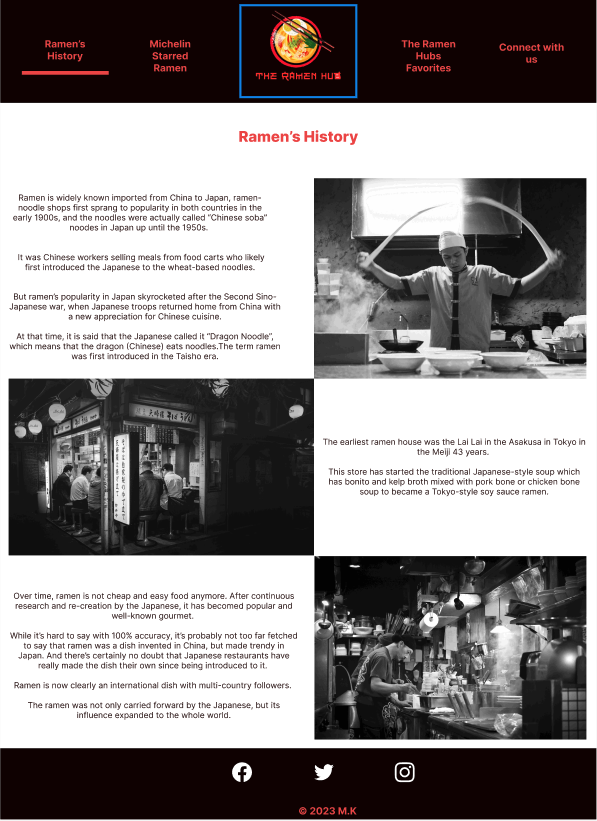 Ramen's
History
Michelin
Starred
Ramen
THE RAMEN HUB
The Ramen
Hubs
Favorites
Connect with
us
Ramen's History
Ramen is widely known imported from China to Japan, ramen-
noodle shops first sprang to popularity in both countries in the
early 1900s, and the noodles were actually called "Chinese soba"
noodes in Japan up until the 1950s.
It was Chinese workers selling meals from food carts who likely
first introduced the Japanese to the wheat-based noodles.
But ramen's popularity in Japan skyrocketed after the Second Sino-
Japanese war, when Japanese troops returned home from China with
a new appreciation for Chinese cuisine.
At that time, it is said that the Japanese called it "Dragon Noodle",
which means that the dragon (Chinese) eats noodles.The term ramen
was first introduced in the Taisho era.
The earliest ramen house was the Lai Lai in the Asakusa in Tokyo in
the Meiji 43 years.
This store has started the traditional Japanese-style soup which
has bonito and kelp broth mixed with pork bone or chicken bone
soup to became a Tokyo-style soy sauce ramen.
Over time, ramen is not cheap and easy food anymore. After continuous
research and re-creation by the Japanese, it has becomed popular and
well-known gourmet.
While it's hard to say with 100% accuracy, it's probably not too far fetched
to say that ramen was a dish invented in China, but made trendy in
Japan. And there's certainly no doubt that Japanese restaurants have
really made the dish their own since being introduced to it.
Ramen is now clearly an international dish with multi-country followers.
The ramen was not only carried forward by the Japanese, but its
influence expanded to the whole world.
© 2023 M.K